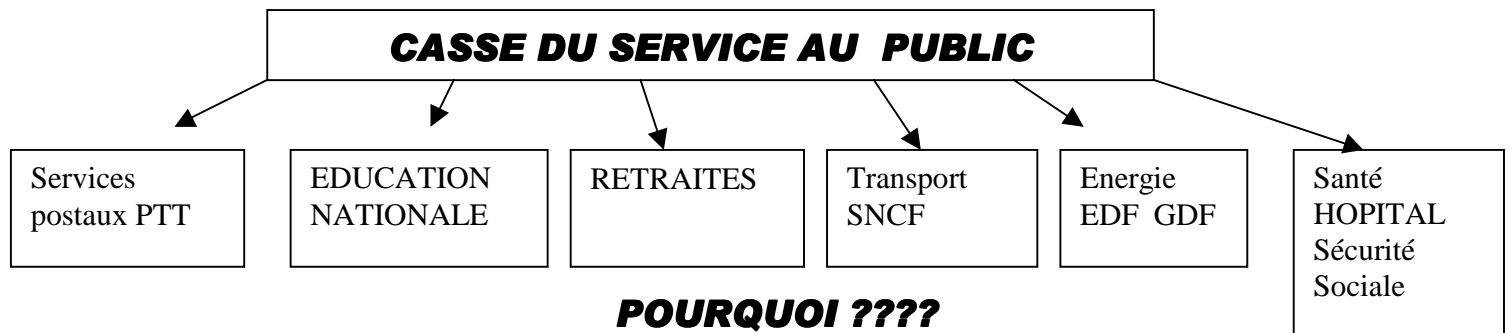 CASSE DU SERVICE AU PUBLIC
Services
postaux PTT
EDUCATION
NATIONALE
RETRAITES
Transport
SNCF
Energie
EDF GDF
Santé
HOPITAL
Sécurité
Sociale
POURQUOI ????